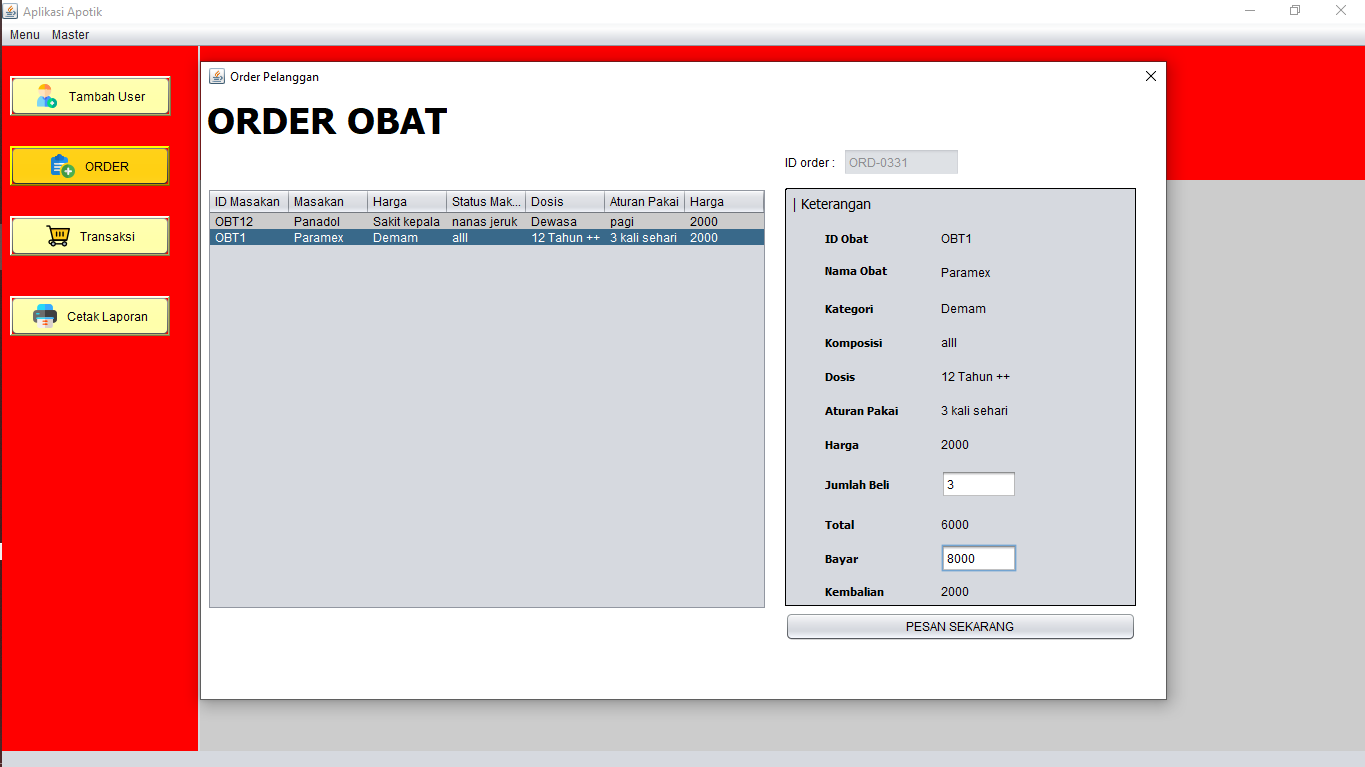 Aplikasi Apotik
Menu Master
Tambah User
ORDER
Transaksi
Cetak Laporan
Order Pelanggan
ORDER OBAT
ID order : ORD-0331
ID Masakan Masakan Harga Status Mak... Dosis Aturan Pakai Harga
OBT12 Panadol Sakit kepala nanas jeruk Dewasa pagi 2000
OBT1 Paramex Demam alll 12 Tahun ++ 3 kali sehari 2000
| Keterangan
ID Obat OBT1
Nama Obat Paramex
Kategori Demam
Komposisi alll
Dosis 12 Tahun ++
Aturan Pakai 3 kali sehari
Harga 2000
Jumlah Beli 3
Total 6000
Bayar 8000
Kembalian 2000
PESAN SEKARANG